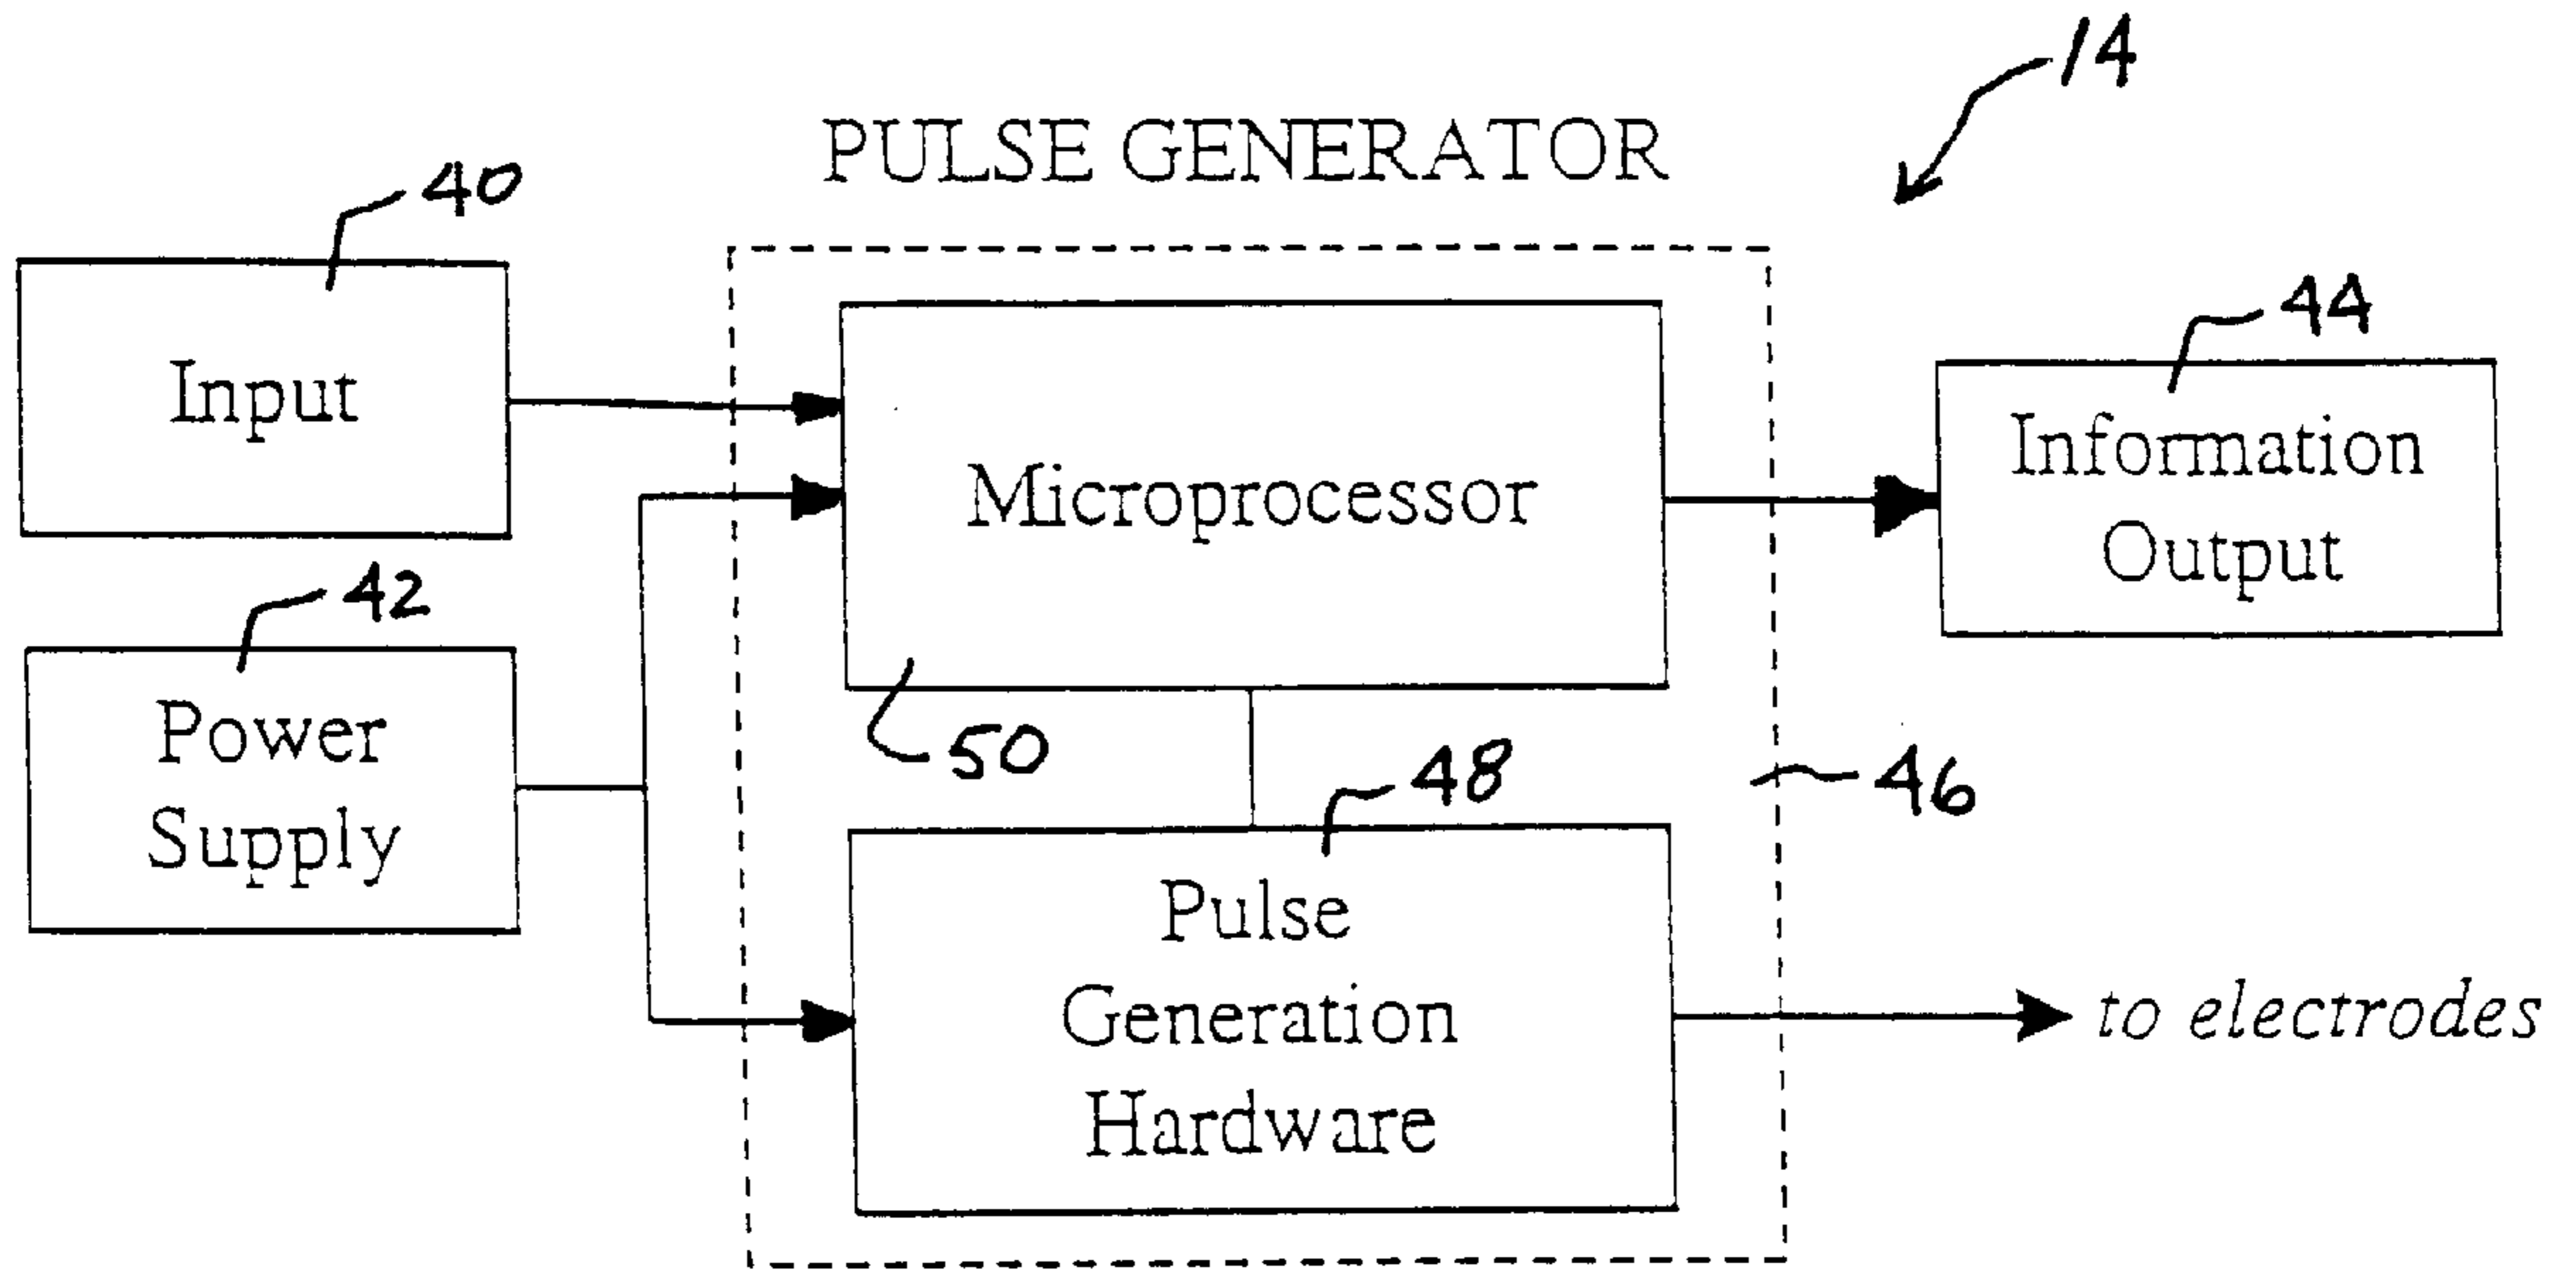 14
PULSE GENERATOR
40
Input
44
Information
Output
Microprocessor
42
Power
Supply
50
48
46
Pulse
Generation
Hardware
to electrodes